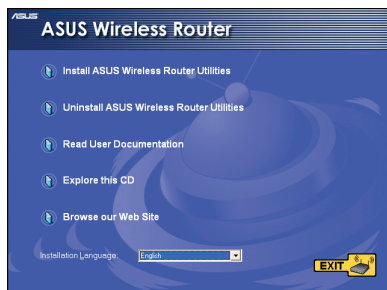 ASUS
ASUS Wireless Router
Install ASUS Wireless Router Utilities
Uninstall ASUS Wireless Router Utilities
Read User Documentation
Explore this CD
Browse our Web Site
Installation Language: English
EXIT